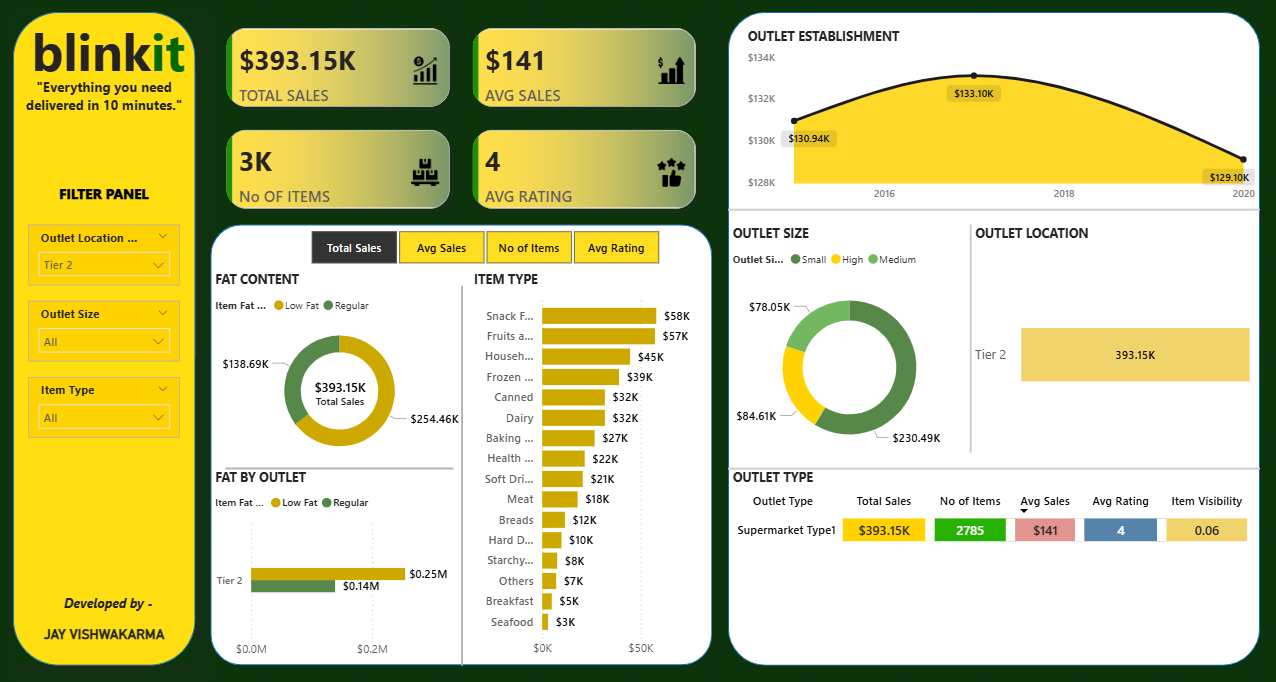 blinkit
"Everything you need
delivered in 10 minutes."
FILTER PANEL
Outlet Location ...
Tier 2
Outlet Size
All
Item Type
All
Developed by -
JAY VISHWAKARMA
$393.15K
TOTAL SALES
$141
AVG SALES
3K
No OF ITEMS
4
AVG RATING
Total Sales
Avg Sales
No of Items
Avg Rating
FAT CONTENT
Item Fat ... Low Fat Regular
$138.69K
$393.15K
Total Sales
$254.46K
FAT BY OUTLET
Item Fat ... Low Fat Regular
Tier 2
$0.25M
$0.14M
$0.0M $0.2M
ITEM TYPE
Snack F... $58K
Fruits a... $57K
Househ... $45K
Frozen ... $39K
Canned $32K
Dairy $32K
Baking ... $27K
Health ... $22K
Soft Dri... $21K
Meat $18K
Breads $12K
Hard D... $10K
Starchy... $8K
Others $7K
Breakfast $5K
Seafood $3K
$0K $50K
OUTLET ESTABLISHMENT
$134K
$132K
$130K
$128K
$130.94K
$133.10K
$129.10K
2016 2018 2020
OUTLET SIZE
Outlet Si... Small High Medium
$78.05K
$84.61K
$230.49K
OUTLET LOCATION
Tier 2 393.15K
OUTLET TYPE
Outlet Type Total Sales No of Items Avg Sales Avg Rating Item Visibility
Supermarket Type1 $393.15K 2785 $141 4 0.06